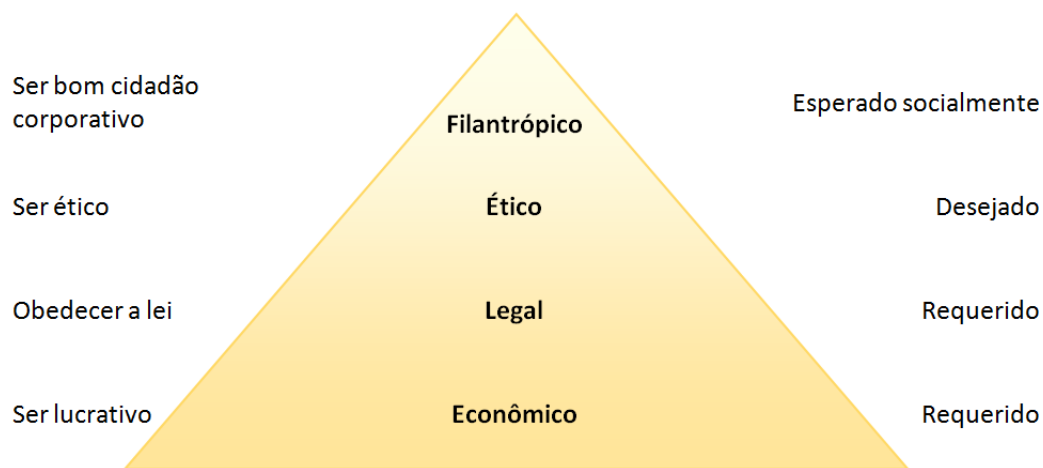 Ser bom cidadão
corporativo
Filantrópico
Esperado socialmente
Ser ético
Ético
Desejado
Obedecer a lei
Legal
Requerido
Ser lucrativo
Econômico
Requerido